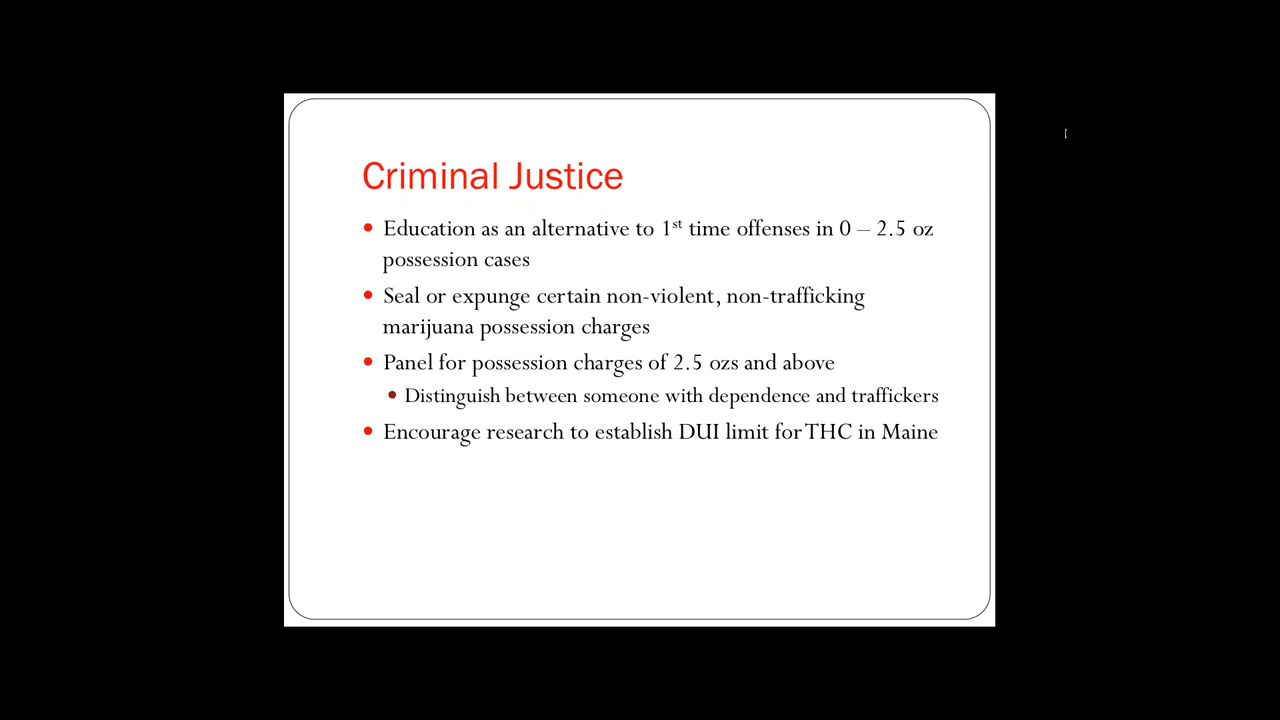 Criminal Justice
• Education as an alternative to 1st time offenses in 0 – 2.5 oz
possession cases
• Seal or expunge certain non-violent, non-trafficking
marijuana possession charges
• Panel for possession charges of 2.5 ozs and above
• Distinguish between someone with dependence and traffickers
• Encourage research to establish DUI limit for THC in Maine